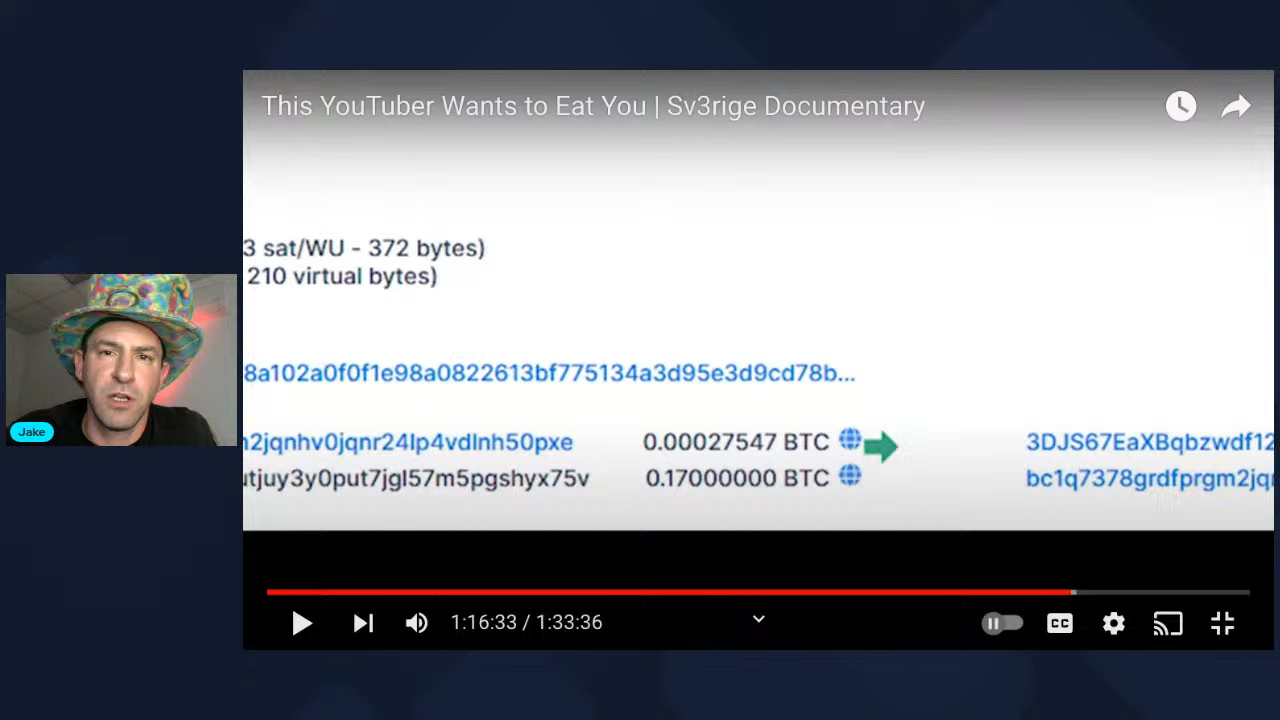 This YouTuber Wants to Eat You | Sv3rige Documentary
3 sat/WU - 372 bytes)
210 virtual bytes)
8a102a0f0f1e98a0822613bf775134a3d95e3d9cd78b...
2jqnhv0jqnr24lp4vdlnh50pxe 0.00027547 BTC 3DJS67EaXBqbzwdf12
tjuy3y0put7jgl57m5pgshyx75v 0.17000000 BTC bc1q7378grdfprgm2jq
Jake
1:16:33 / 1:33:36
CC